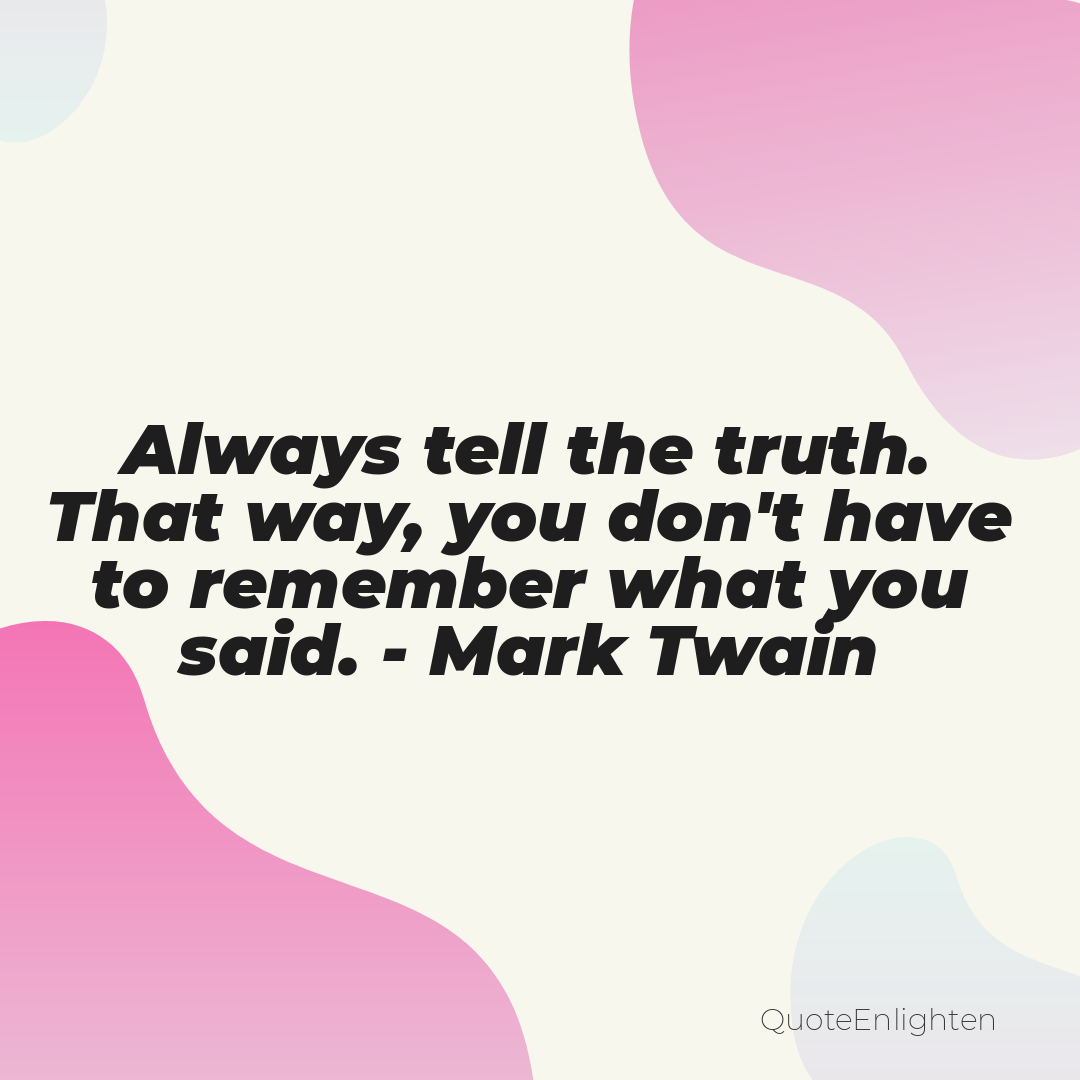 Always tell the truth.
That way, you don't have
to remember what you
said. - Mark Twain
QuoteEnlighten